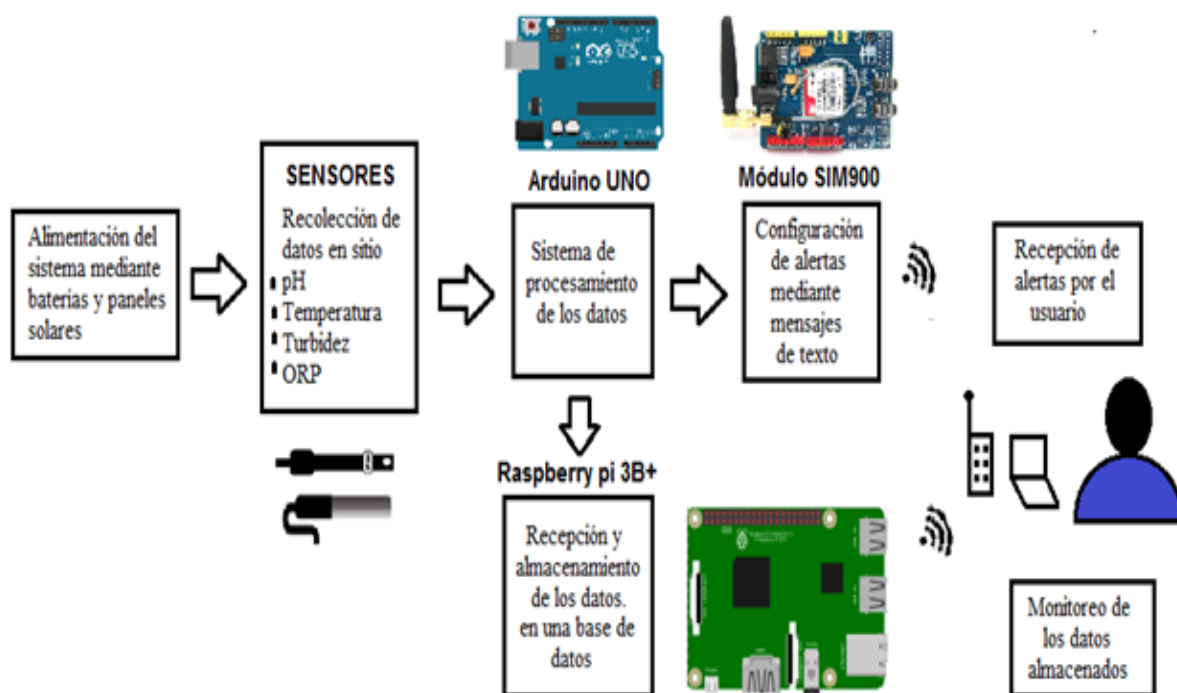 Alimentación del
sistema mediante
baterias y paneles
solares
SENSORES
Recolección de
datos en sitio
pH
Temperatura
Turbidez
ORP
Arduino UNO
Sistema de
procesamiento
de los datos
Módulo SIM900
Configuración
de alertas
mediante
mensajes
de texto
Recepción de
alertas por el
usuario
Raspberry pi 3B+
Recepción y
almacenamiento
de los datos.
en una base de
datos
Monitoreo de
los datos
almacenados